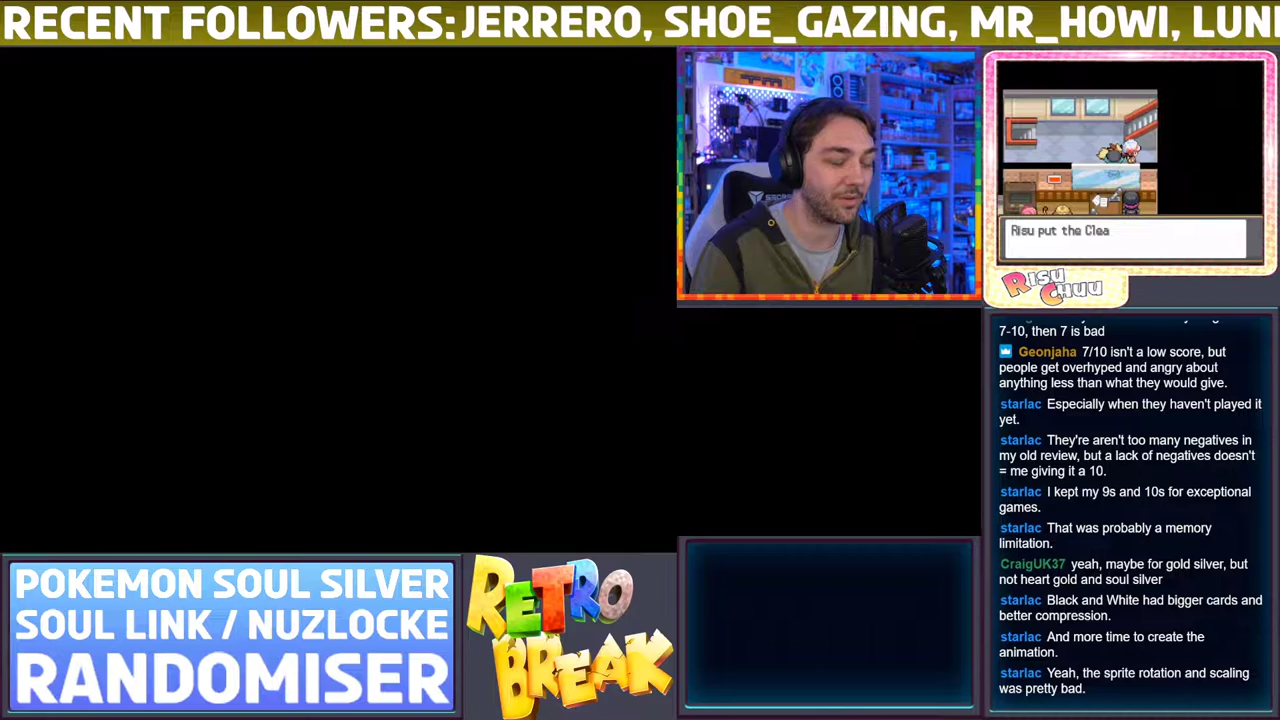 RECENT FOLLOWERS: JERRERO, SHOE_GAZING, MR_HOWI, LUN
Risu put the Clea
RISU
CHUU
7-10, then 7 is bad
Geonjaha 7/10 isn't a low score, but
people get overhyped and angry about
anything less than what they would give.
starlac Especially when they haven't played it
yet.
starlac They're aren't too many negatives in
my old review, but a lack of negatives doesn't
= me giving it a 10.
starlac I kept my 9s and 10s for exceptional
games.
starlac That was probably a memory
limitation.
CraigUK37 yeah, maybe for gold silver, but
not heart gold and soul silver
starlac Black and White had bigger cards and
better compression.
starlac And more time to create the
animation.
starlac Yeah, the sprite rotation and scaling
was pretty bad.
POKEMON SOUL SILVER
SOUL LINK / NUZLOCKE
RANDOMISER
RETRO
BREAK